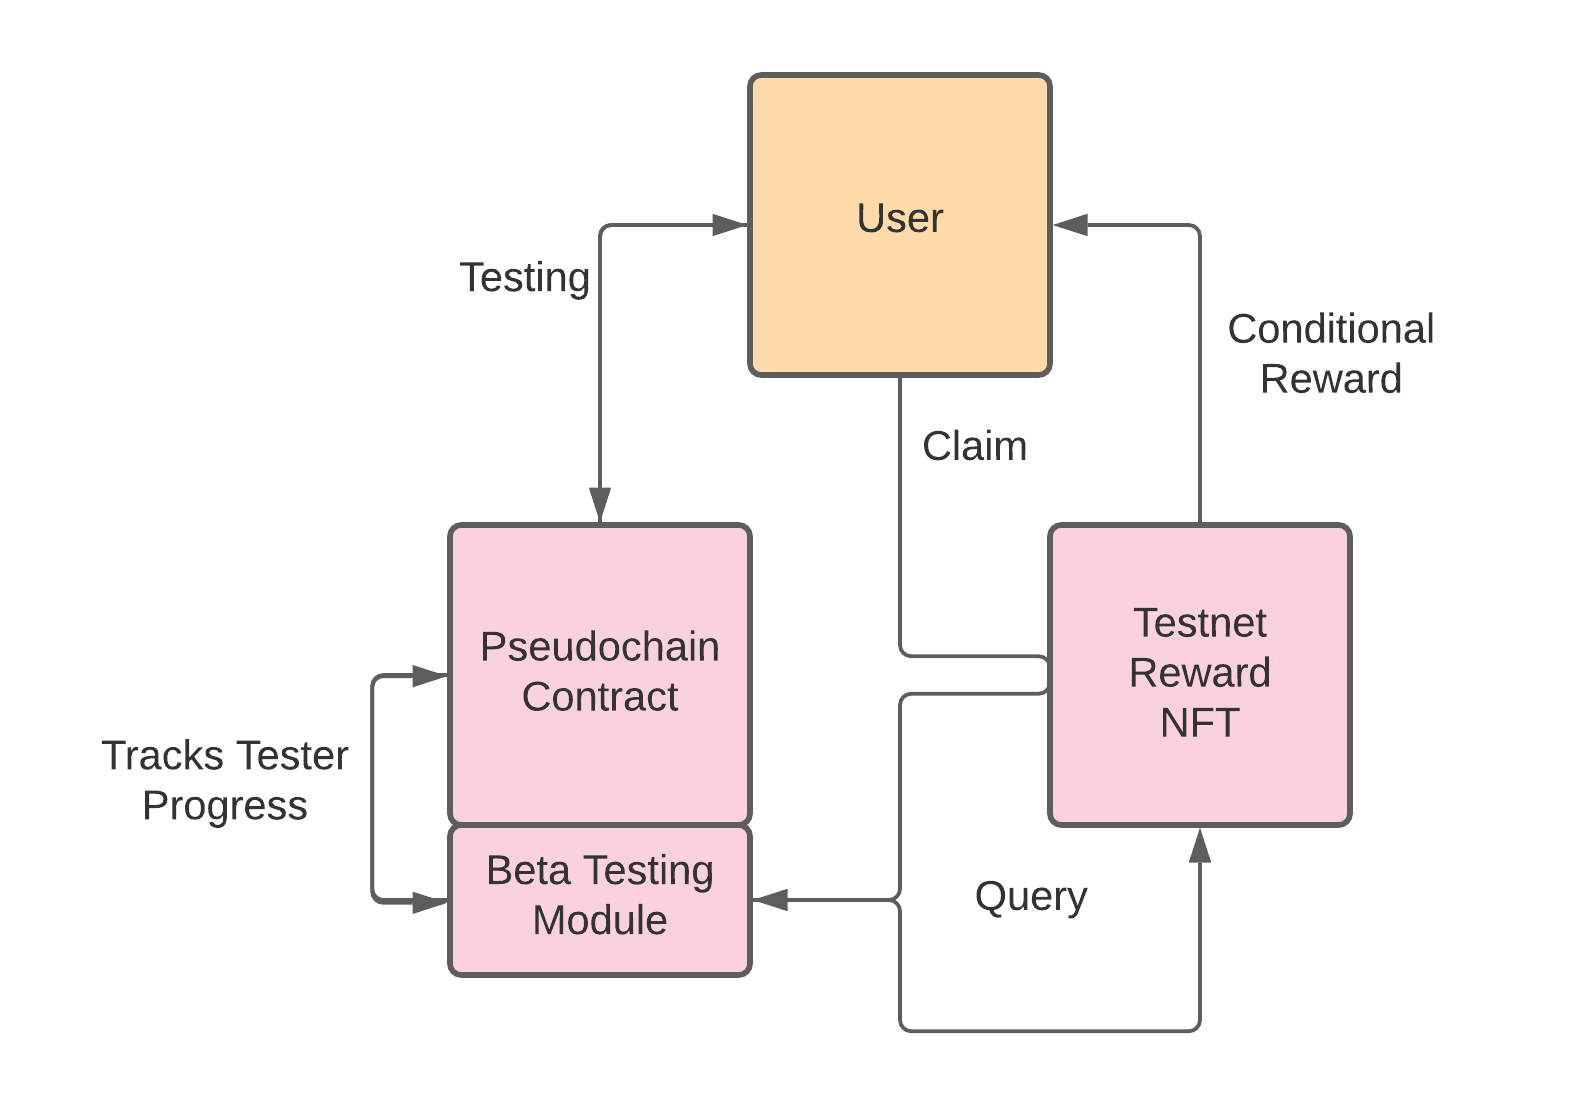 User
Testing
Conditional
Reward
Claim
Testnet
Reward
NFT
Pseudochain
Contract
Tracks Tester
Progress
Beta Testing
Module
Query